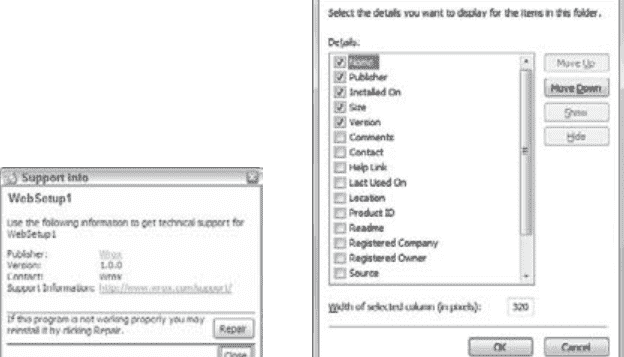 Support Info
WebSetup1
Use the following information to get technical support for
WebSetup1
Publisher: Wrox
Version: 1.0.0
Contact: Wrox
Support Information: http://www.wrox.com/support/
If this program is not working properly you may
reinstall it by clicking Repair.
Repair
Close
Select the details you want to display for the items in this folder.
Details:
Name
Publisher
Installed On
Size
Version
Comments
Contact
Help Link
Last Used On
Location
Product ID
Readme
Registered Company
Registered Owner
Source
Move Up
Move Down
Show
Hide
Width of selected column (in pixels): 320
OK
Cancel